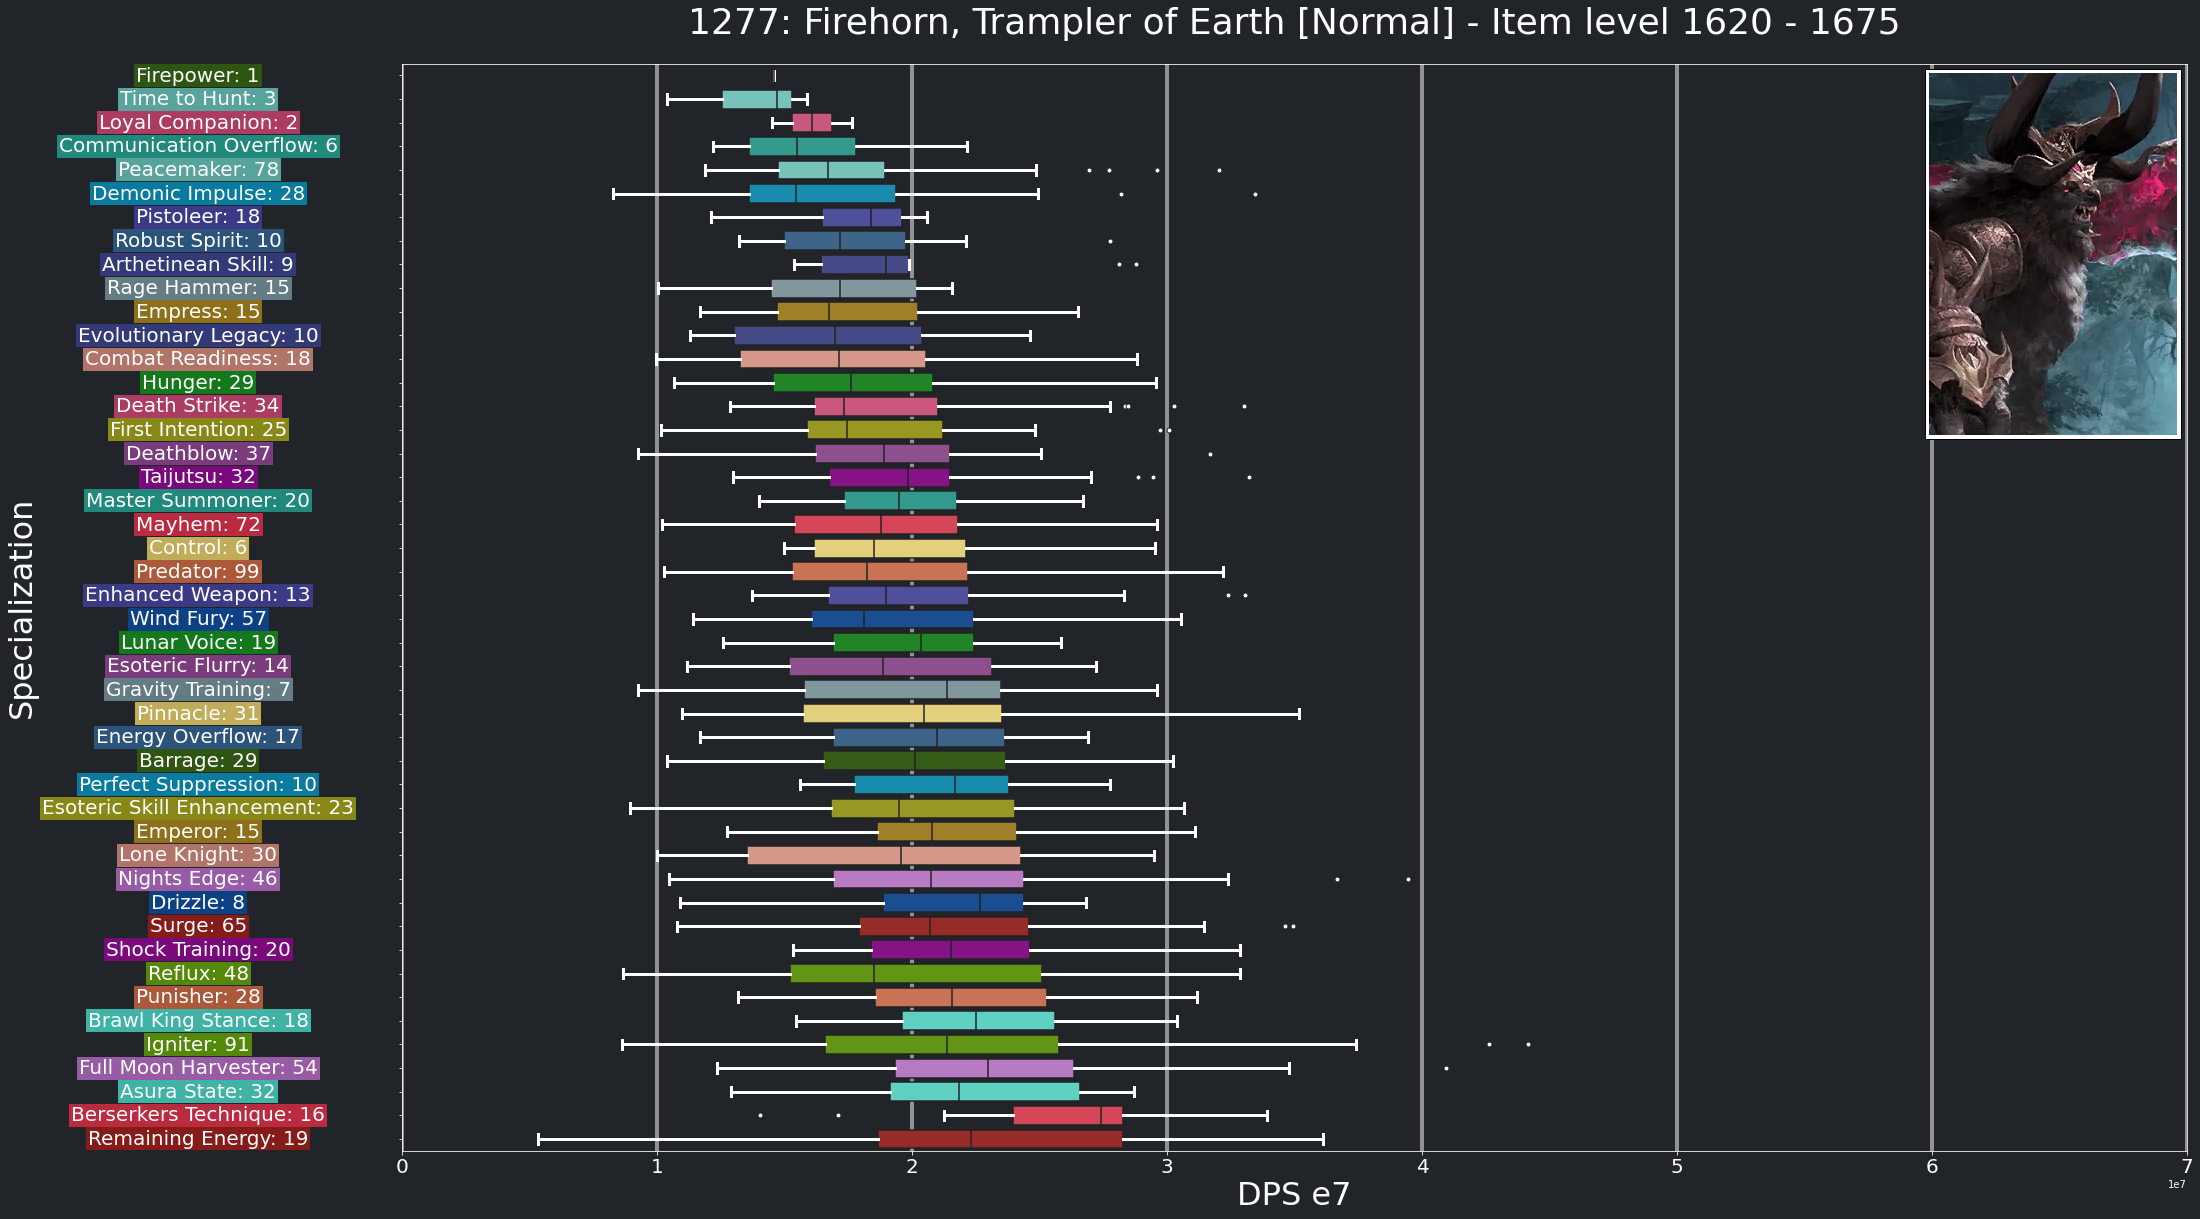 1277: Firehorn, Trampler of Earth [Normal] - Item level 1620 - 1675
Firepower: 1
Time to Hunt: 3
Loyal Companion: 2
Communication Overflow: 6
Peacemaker: 78
Demonic Impulse: 28
Pistoleer: 18
Robust Spirit: 10
Arthetinean Skill: 9
Rage Hammer: 15
Empress: 15
Evolutionary Legacy: 10
Combat Readiness: 18
Hunger: 29
Death Strike: 34
First Intention: 25
Deathblow: 37
Taijutsu: 32
Master Summoner: 20
Mayhem: 72
Control: 6
Predator: 99
Enhanced Weapon: 13
Wind Fury: 57
Lunar Voice: 19
Esoteric Flurry: 14
Gravity Training: 7
Pinnacle: 31
Energy Overflow: 17
Barrage: 29
Perfect Suppression: 10
Esoteric Skill Enhancement: 23
Emperor: 15
Lone Knight: 30
Nights Edge: 46
Drizzle: 8
Surge: 65
Shock Training: 20
Reflux: 48
Punisher: 28
Brawl King Stance: 18
Igniter: 91
Full Moon Harvester: 54
Asura State: 32
Berserkers Technique: 16
Remaining Energy: 19
Specialization
0 1 2 3 4 5 6 7
1e7
DPS e7